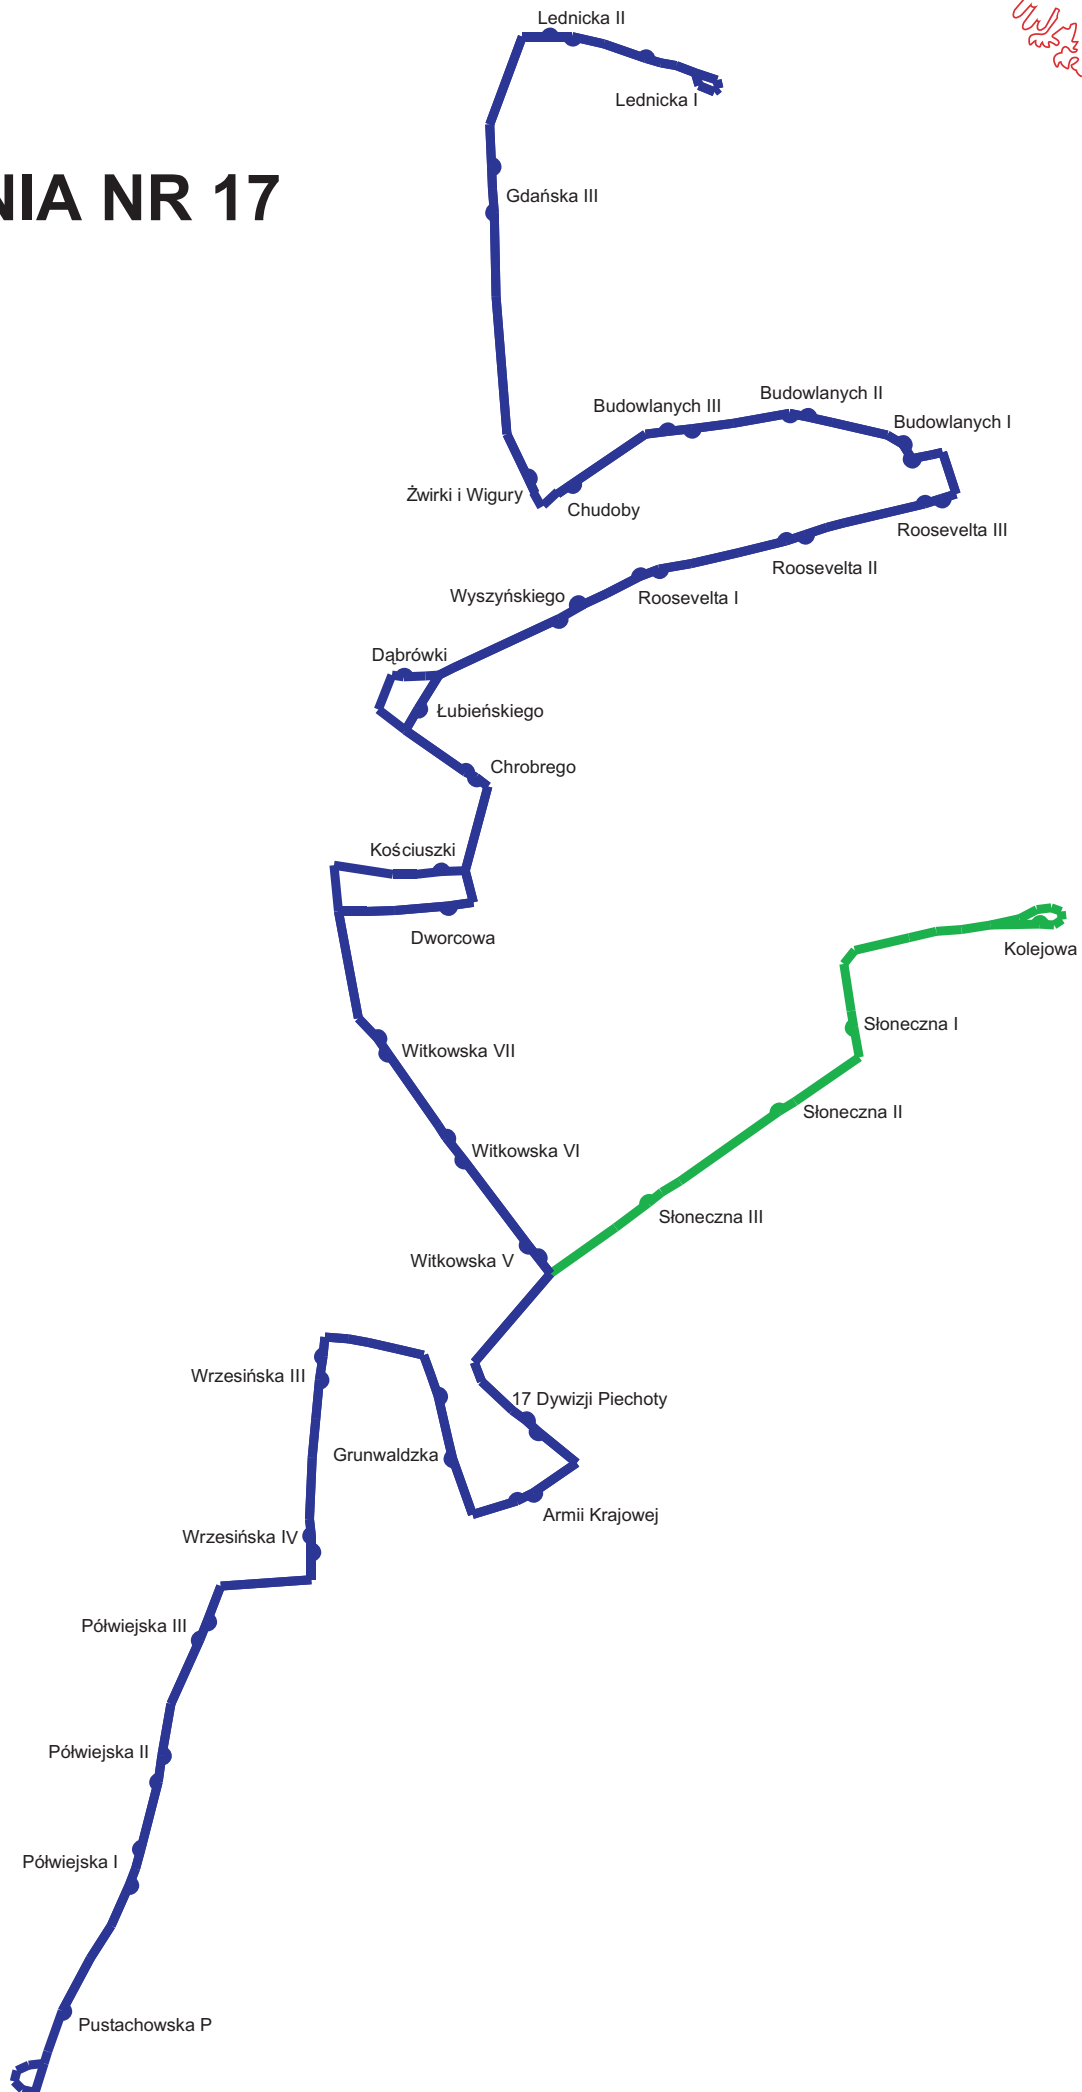 Lednicka II
Lednicka I
NIA NR 17
Gdańska III
Budowlanych II
Budowlanych III
Budowlanych I
Żwirki i Wigury
Chudoby
Roosevelta III
Roosevelta II
Wyszyńskiego
Roosevelta I
Dąbrówki
Łubieńskiego
Chrobrego
Kościuszki
Dworcowa
Kolejowa
Słoneczna I
Witkowska VII
Słoneczna II
Witkowska VI
Słoneczna III
Witkowska V
Wrzesińska III
17 Dywizji Piechoty
Grunwaldzka
Armii Krajowej
Wrzesińska IV
Półwiejska III
Półwiejska II
Półwiejska I
Pustachowska P